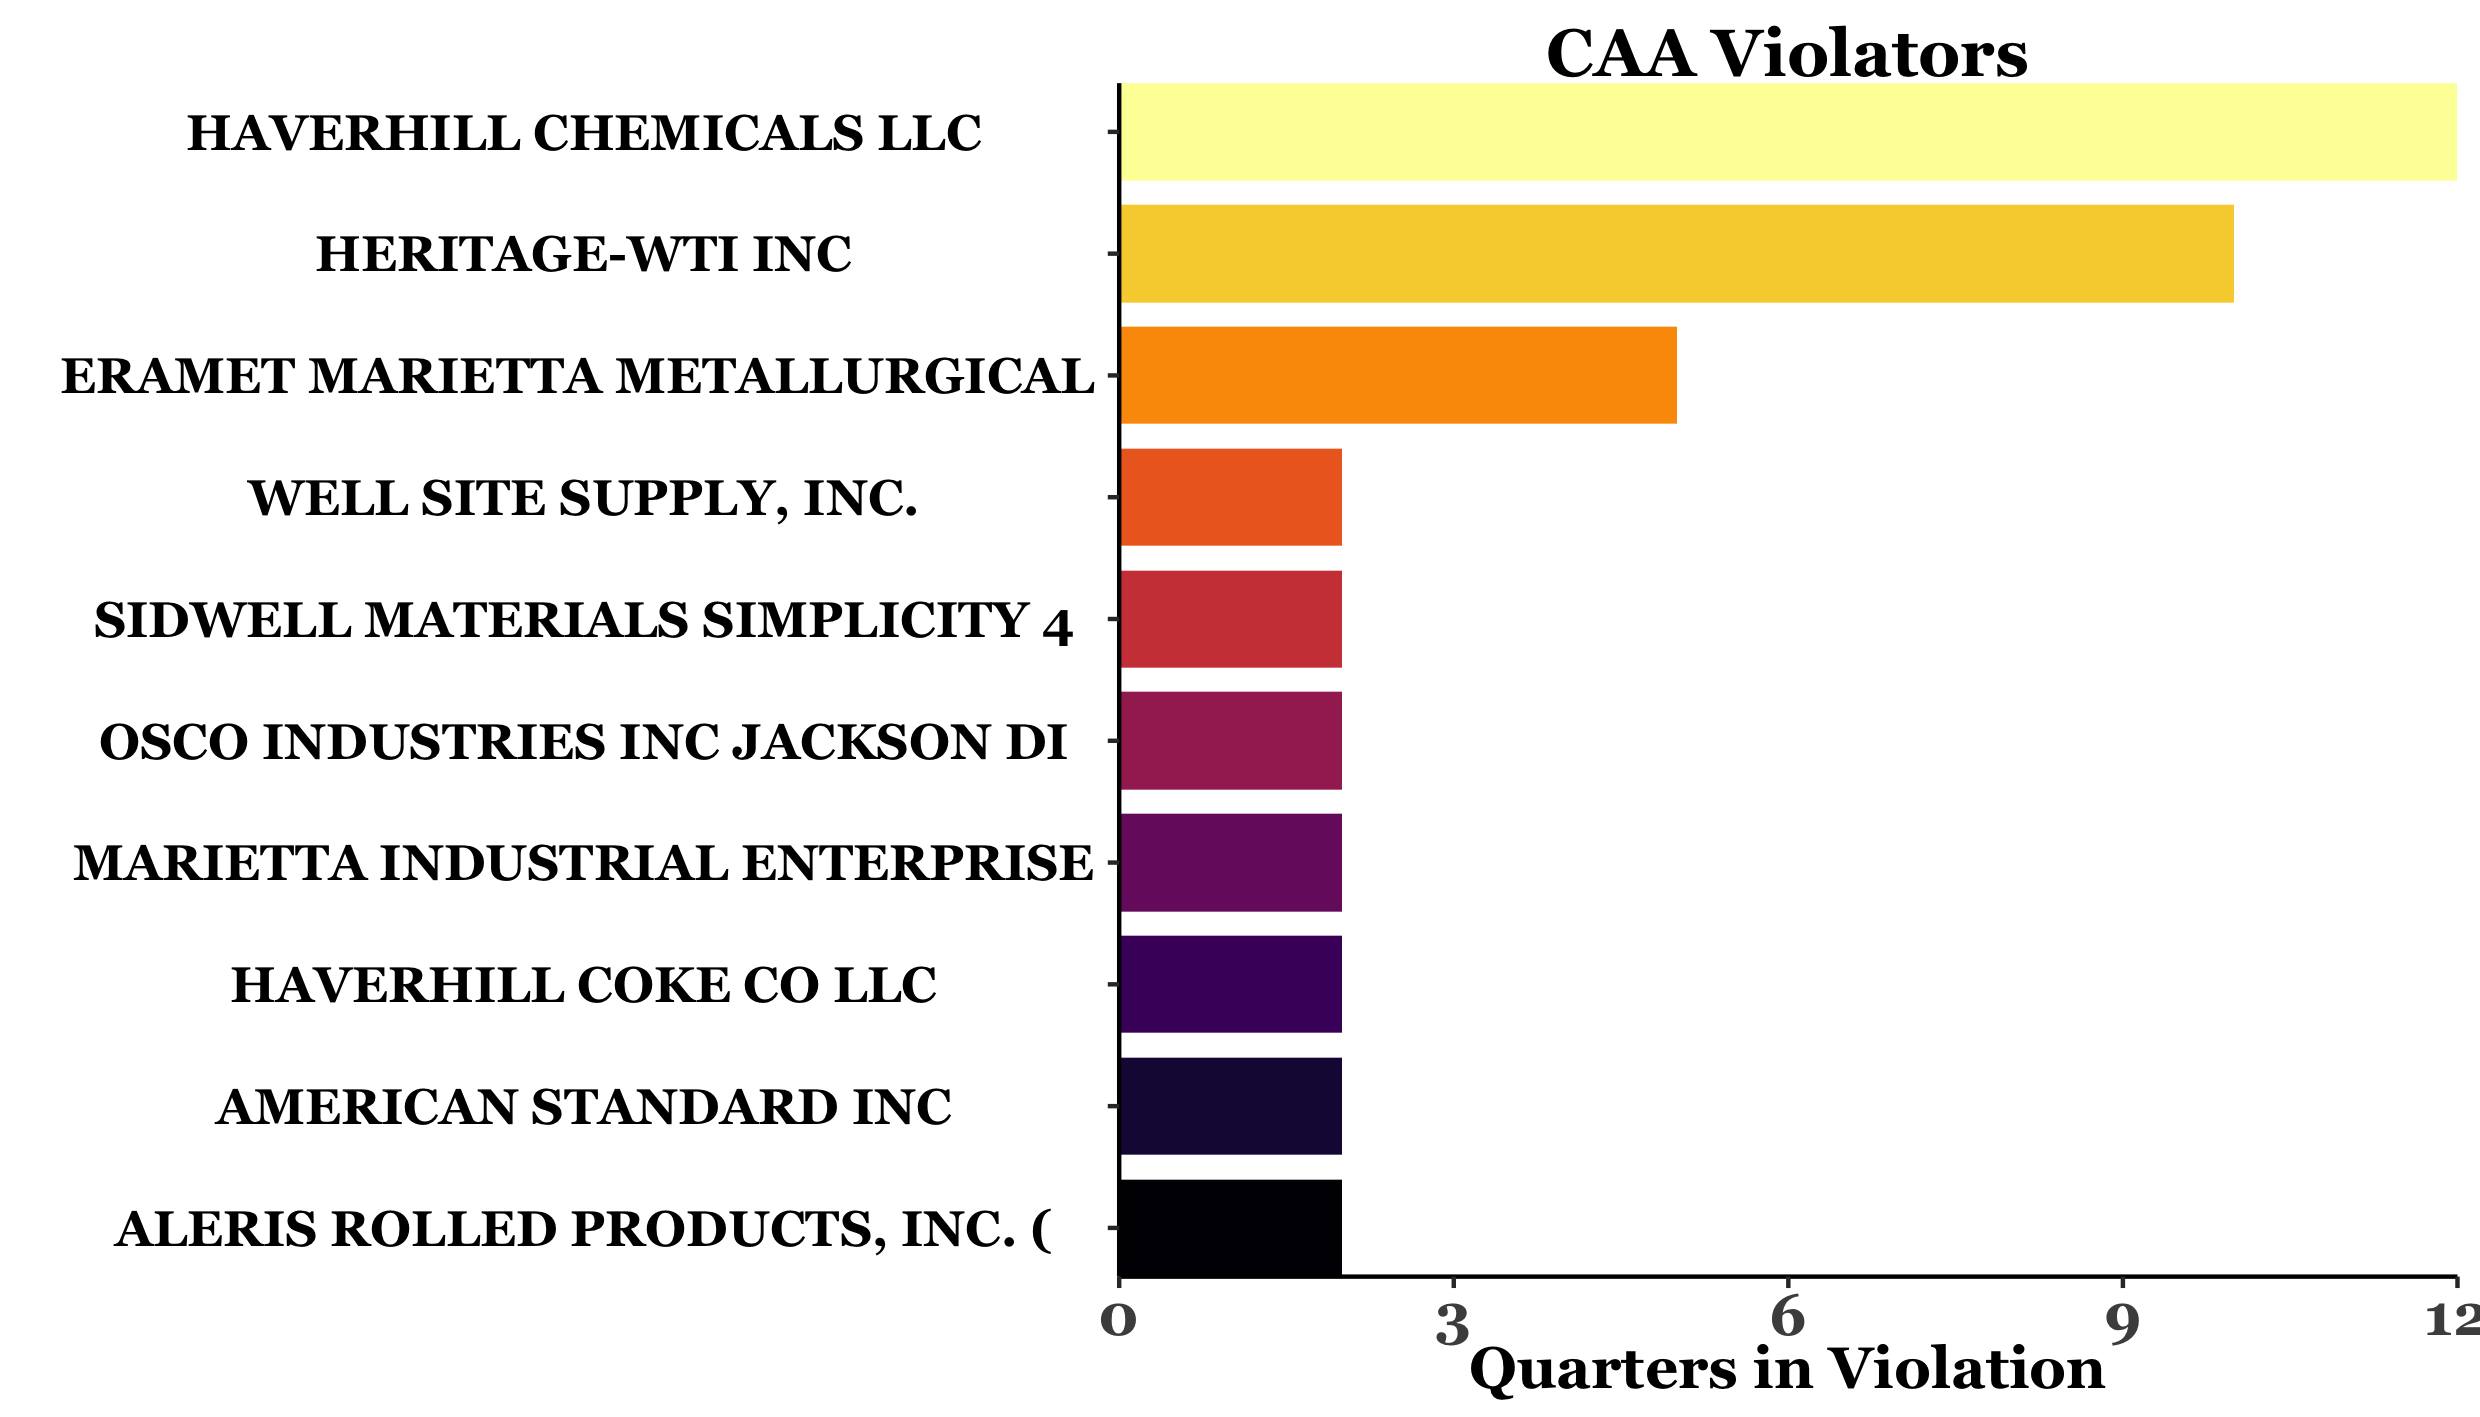 CAA Violators
HAVERHILL CHEMICALS LLC
HERITAGE-WTI INC
ERAMET MARIETTA METALLURGICAL
WELL SITE SUPPLY, INC.
SIDWELL MATERIALS SIMPLICITY 4
OSCO INDUSTRIES INC JACKSON DI
MARIETTA INDUSTRIAL ENTERPRISE
HAVERHILL COKE CO LLC
AMERICAN STANDARD INC
ALERIS ROLLED PRODUCTS, INC. (
0 3 6 9 12
Quarters in Violation